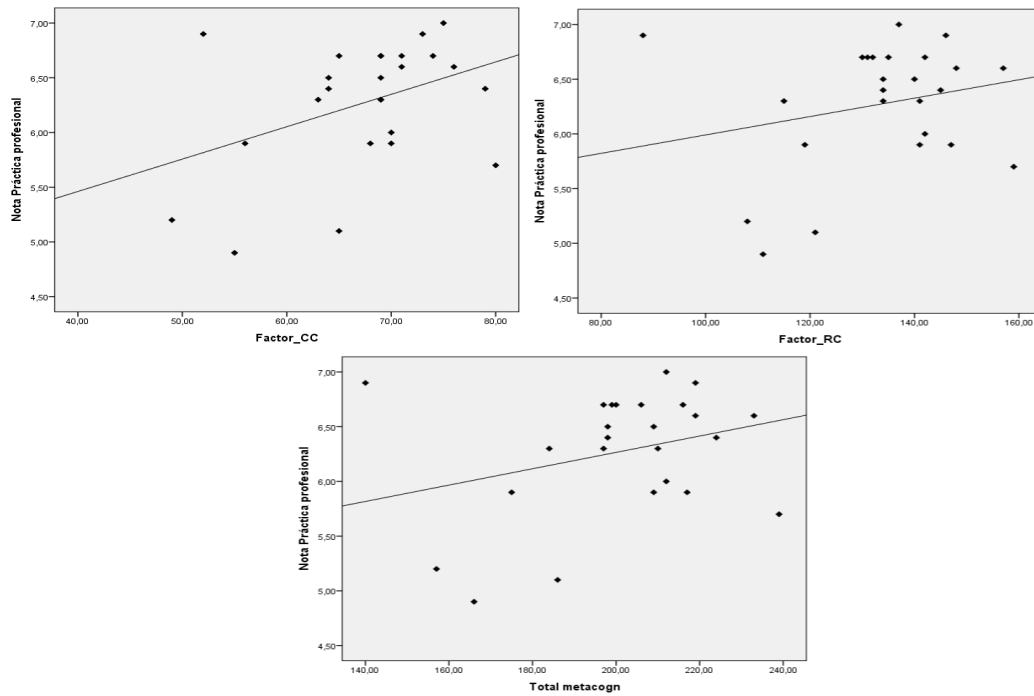 Nota Práctica profesional
7,00
6,50
6,00
5,50
5,00
4,50
40,00 50,00 60,00 70,00 80,00
Factor_CC
Nota Práctica profesional
7,00
6,50
6,00
5,50
5,00
4,50
80,00 100,00 120,00 140,00 160,00
Factor_RC
Nota Práctica profesional
7,00
6,50
6,00
5,50
5,00
4,50
140,00 160,00 180,00 200,00 220,00 240,00
Total metacogn